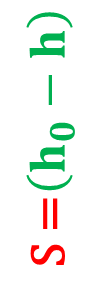 S = (h₀ – h)